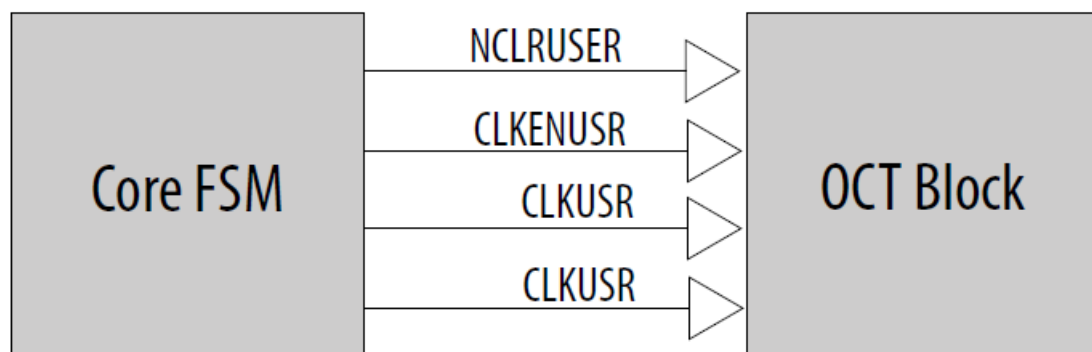 NCLRUSER
CLKENUSR
Core FSM
CLKUSR
OCT Block
CLKUSR